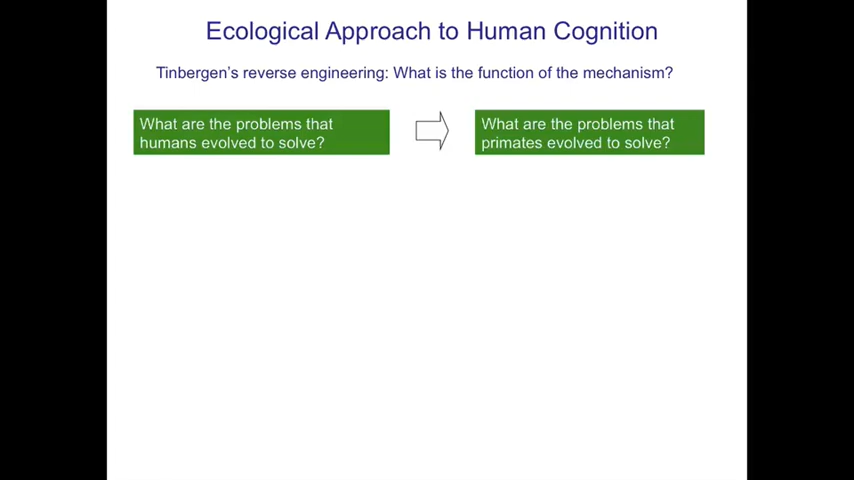 Ecological Approach to Human Cognition
Tinbergen's reverse engineering: What is the function of the mechanism?
What are the problems that
humans evolved to solve?
What are the problems that
primates evolved to solve?